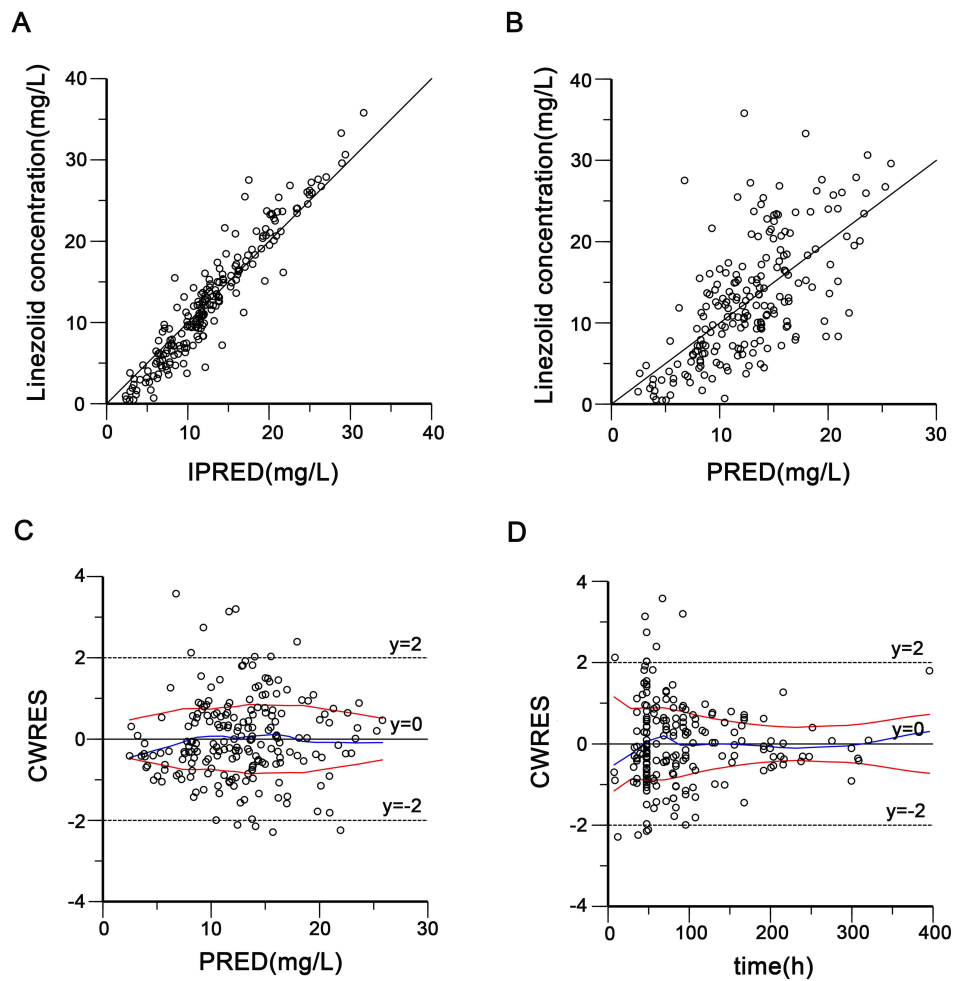 A
B
Linezolid concentration(mg/L)
40
30
20
10
0
0
10
20
30
40
IPRED(mg/L)
Linezolid concentration(mg/L)
40
30
20
10
0
0
10
20
30
PRED(mg/L)
C
D
CWRES
4
2
0
-2
-4
y=2
y=0
y=-2
0
10
20
30
PRED(mg/L)
CWRES
4
2
0
-2
-4
y=2
y=0
y=-2
0
100
200
300
400
time(h)